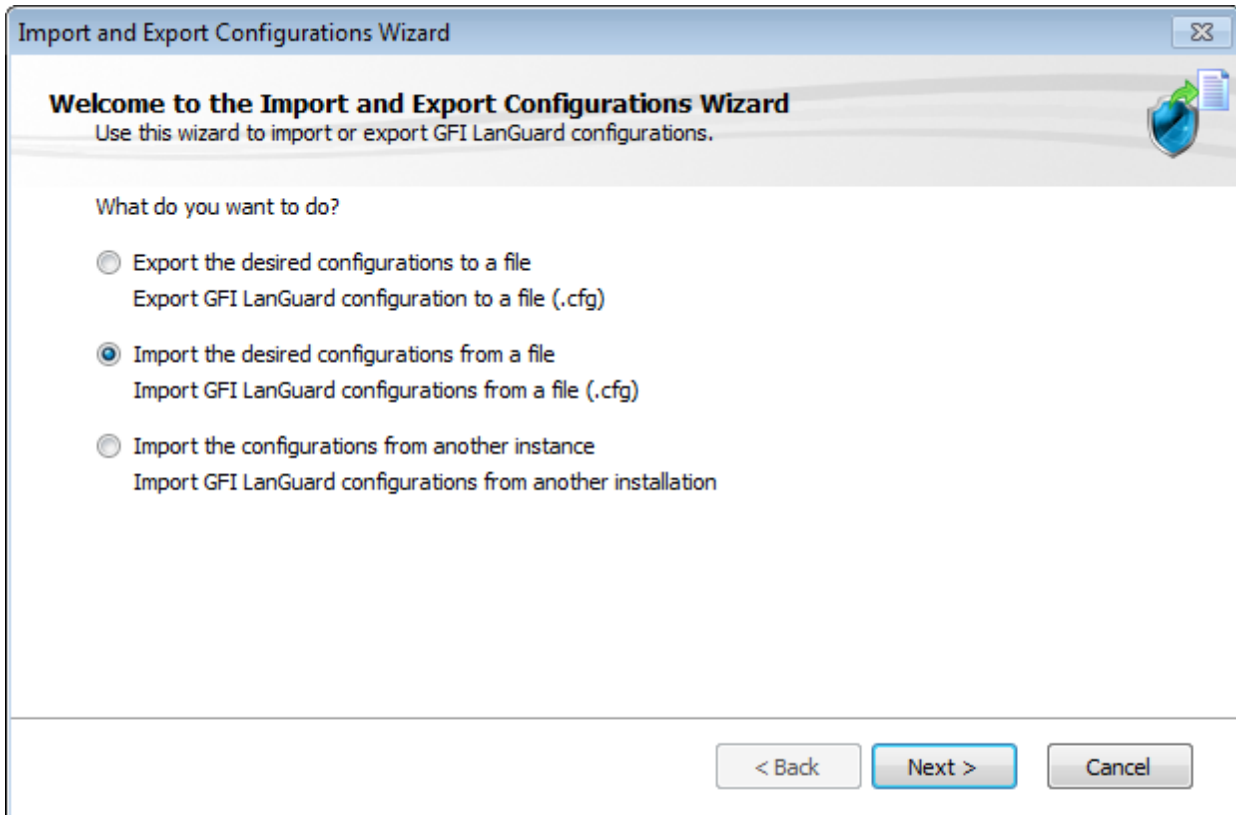 Import and Export Configurations Wizard
Welcome to the Import and Export Configurations Wizard
Use this wizard to import or export GFI LanGuard configurations.
What do you want to do?
Export the desired configurations to a file
Export GFI LanGuard configuration to a file (.cfg)
Import the desired configurations from a file
Import GFI LanGuard configurations from a file (.cfg)
Import the configurations from another instance
Import GFI LanGuard configurations from another installation
< Back Next > Cancel